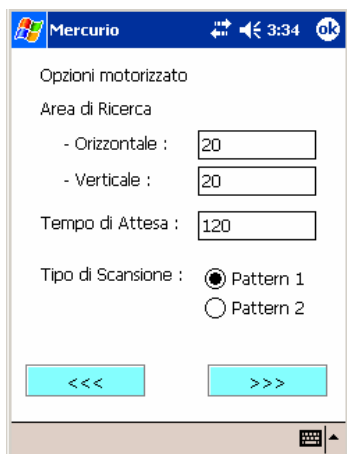 Mercurio 3:34 ok
Opzioni motorizzato
Area di Ricerca
- Orizzontale : 20
- Verticale : 20
Tempo di Attesa : 120
Tipo di Scansione : Pattern 1
Pattern 2
<<< >>>